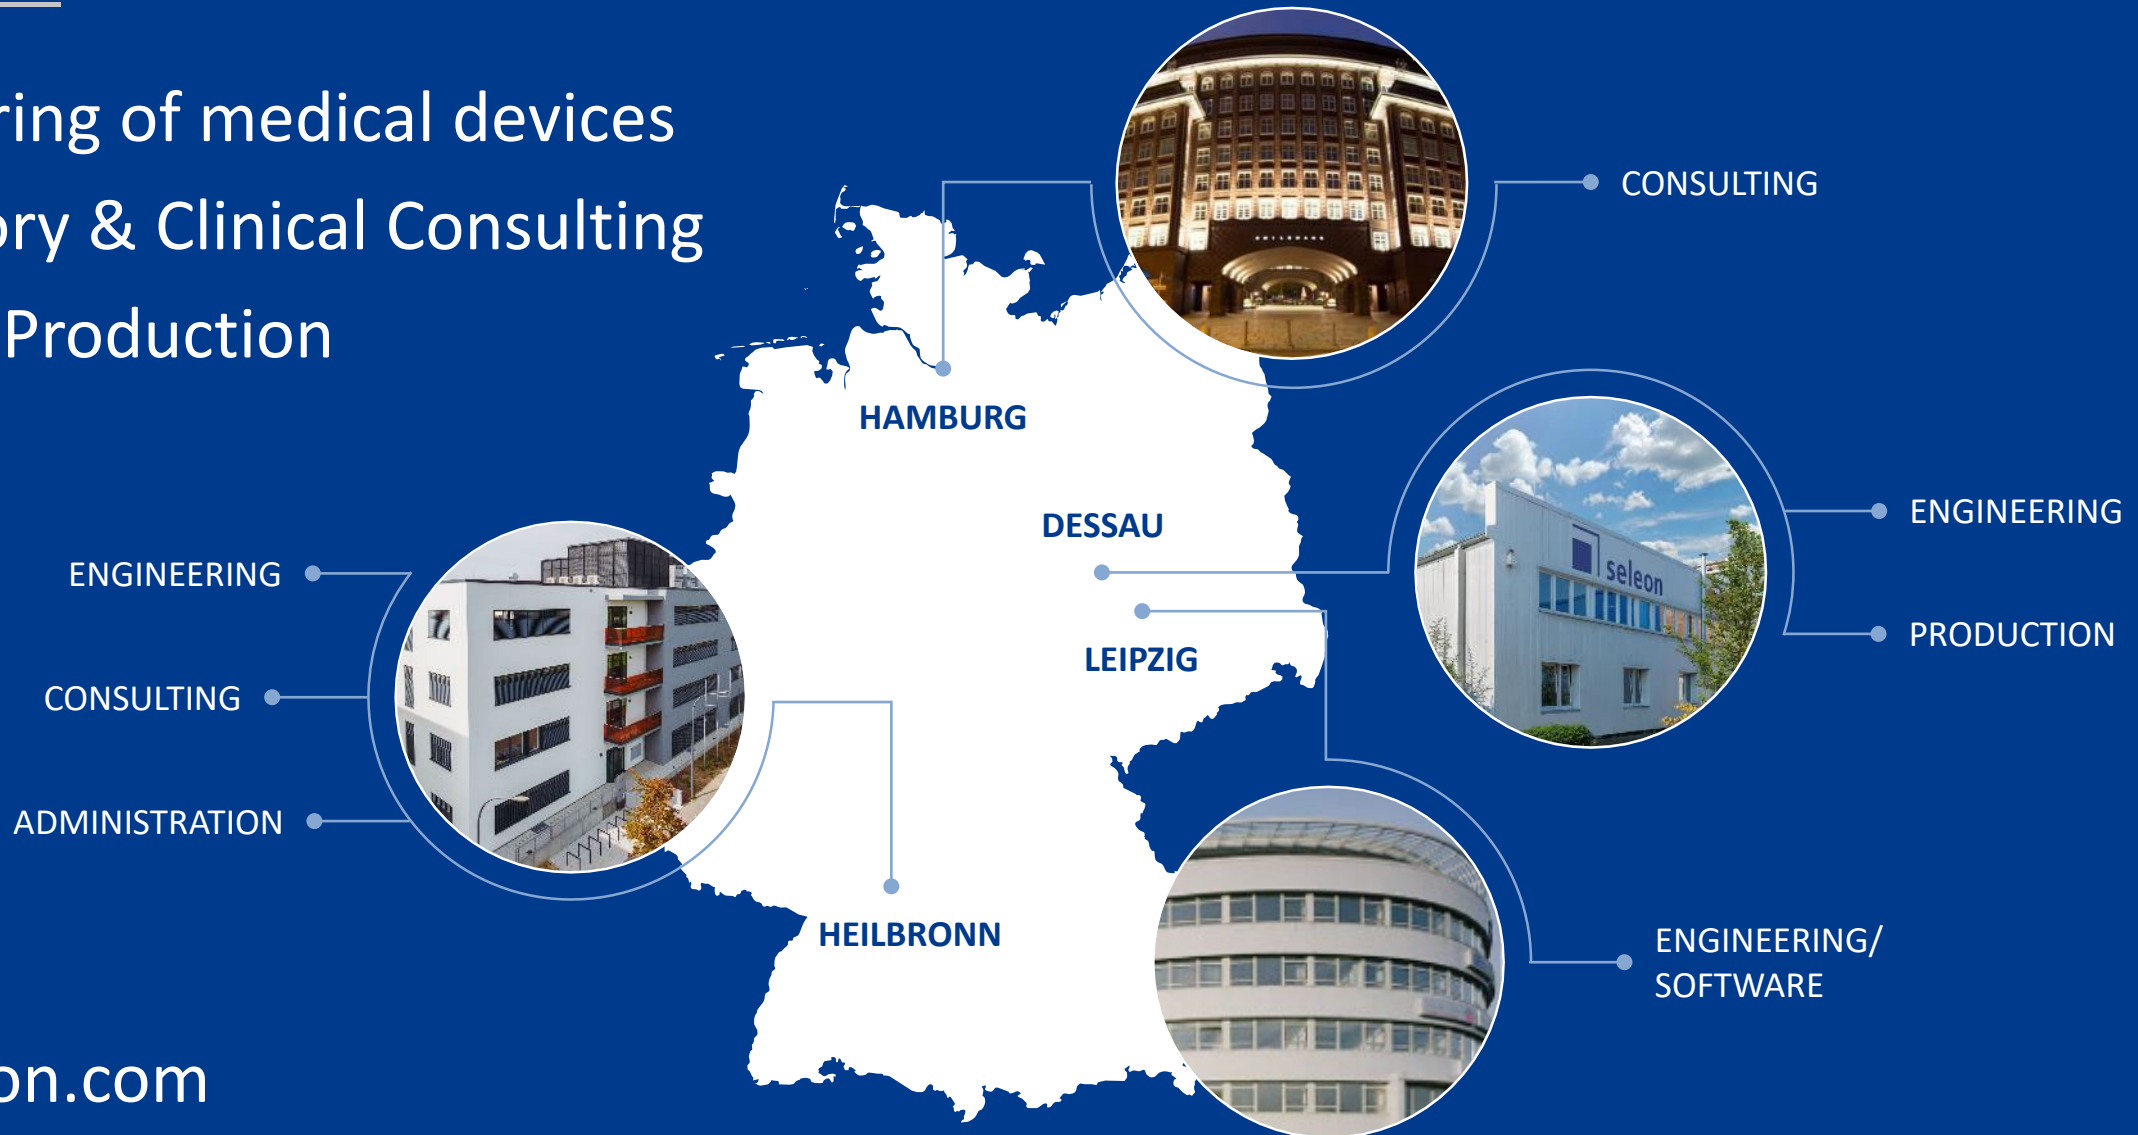 ring of medical devices
ory & Clinical Consulting
Production
CONSULTING
HAMBURG
DESSAU
LEIPZIG
HEILBRONN
seleon
ENGINEERING
PRODUCTION
ENGINEERING
CONSULTING
ADMINISTRATION
ENGINEERING/
SOFTWARE
on.com